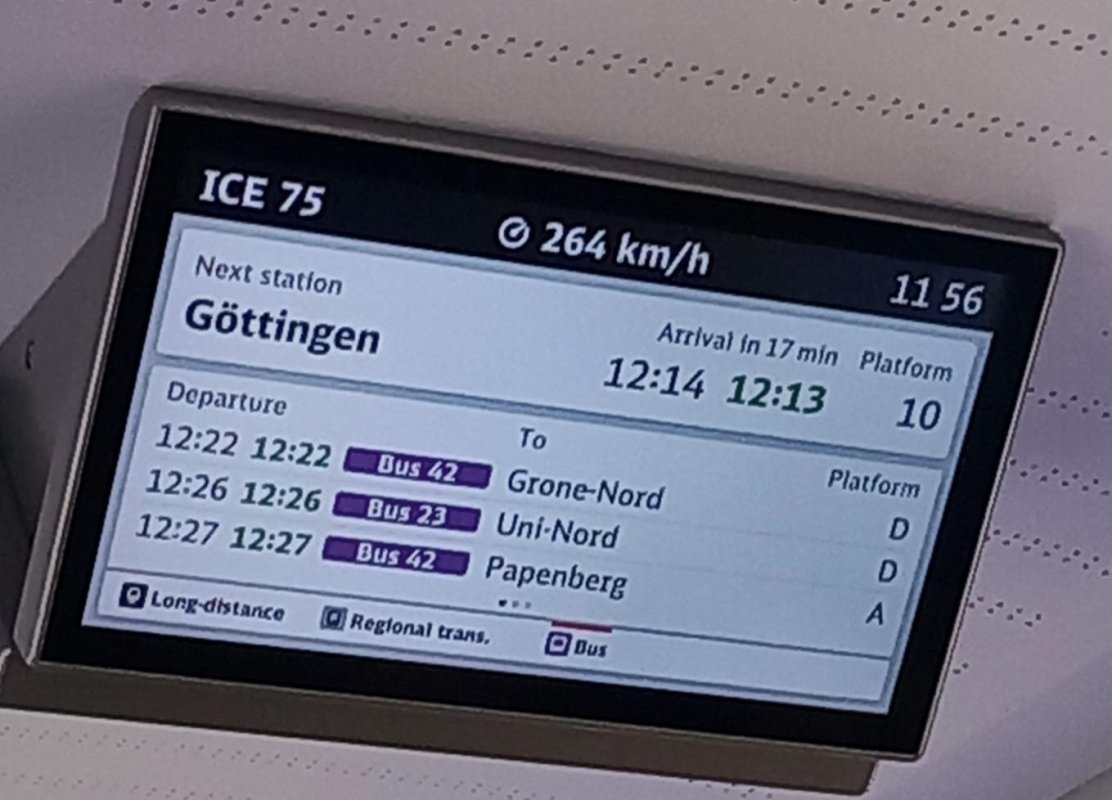 ICE 75
264 km/h
11 56
Next station
Arrival in 17 min Platform
Göttingen 12:14 12:13 10
Departure To Platform
12:22 12:22 Bus 42 Grone-Nord D
12:26 12:26 Bus 23 Uni-Nord D
12:27 12:27 Bus 42 Papenberg A
Long-distance Regional trans. Bus